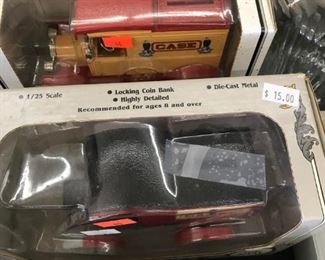 CASE
1/25 Scale
Locking Coin Bank
Die-Cast Metal
Highly Detailed
Recommended for ages 8 and over
$ 15.00